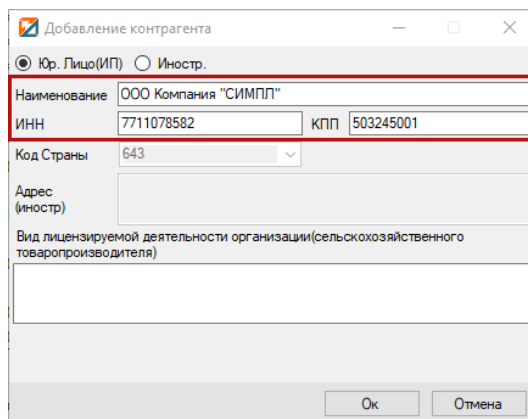 Добавление контрагента
Юр. Лицо(ИП) Иностр.
Наименование ООО Компания "СИМПЛ"
ИНН 7711078582 КПП 503245001
Код Страны 643
Адрес
(иностр)
Вид лицензируемой деятельности организации(сельскохозяйственного
товаропроизводителя)
Ок Отмена